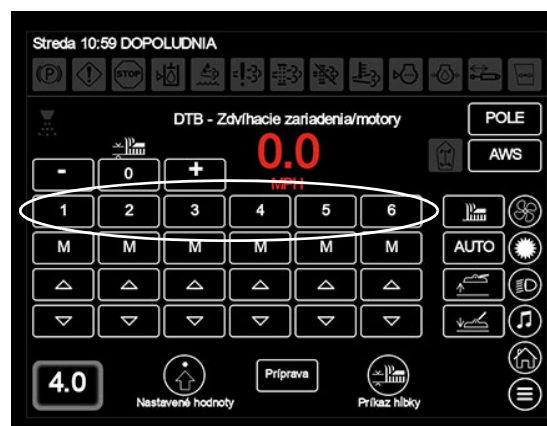 Streda 10:59 DOPOLUDNIA
(P) STOP
DTB - Zdvíhacie zariadenia/motory POLE
0.0
MPH
AWS
- 0 +
1 2 3 4 5 6
M M M M M M AUTO
4.0
Nastavené hodnoty
Príprava
Príkaz hĺbky